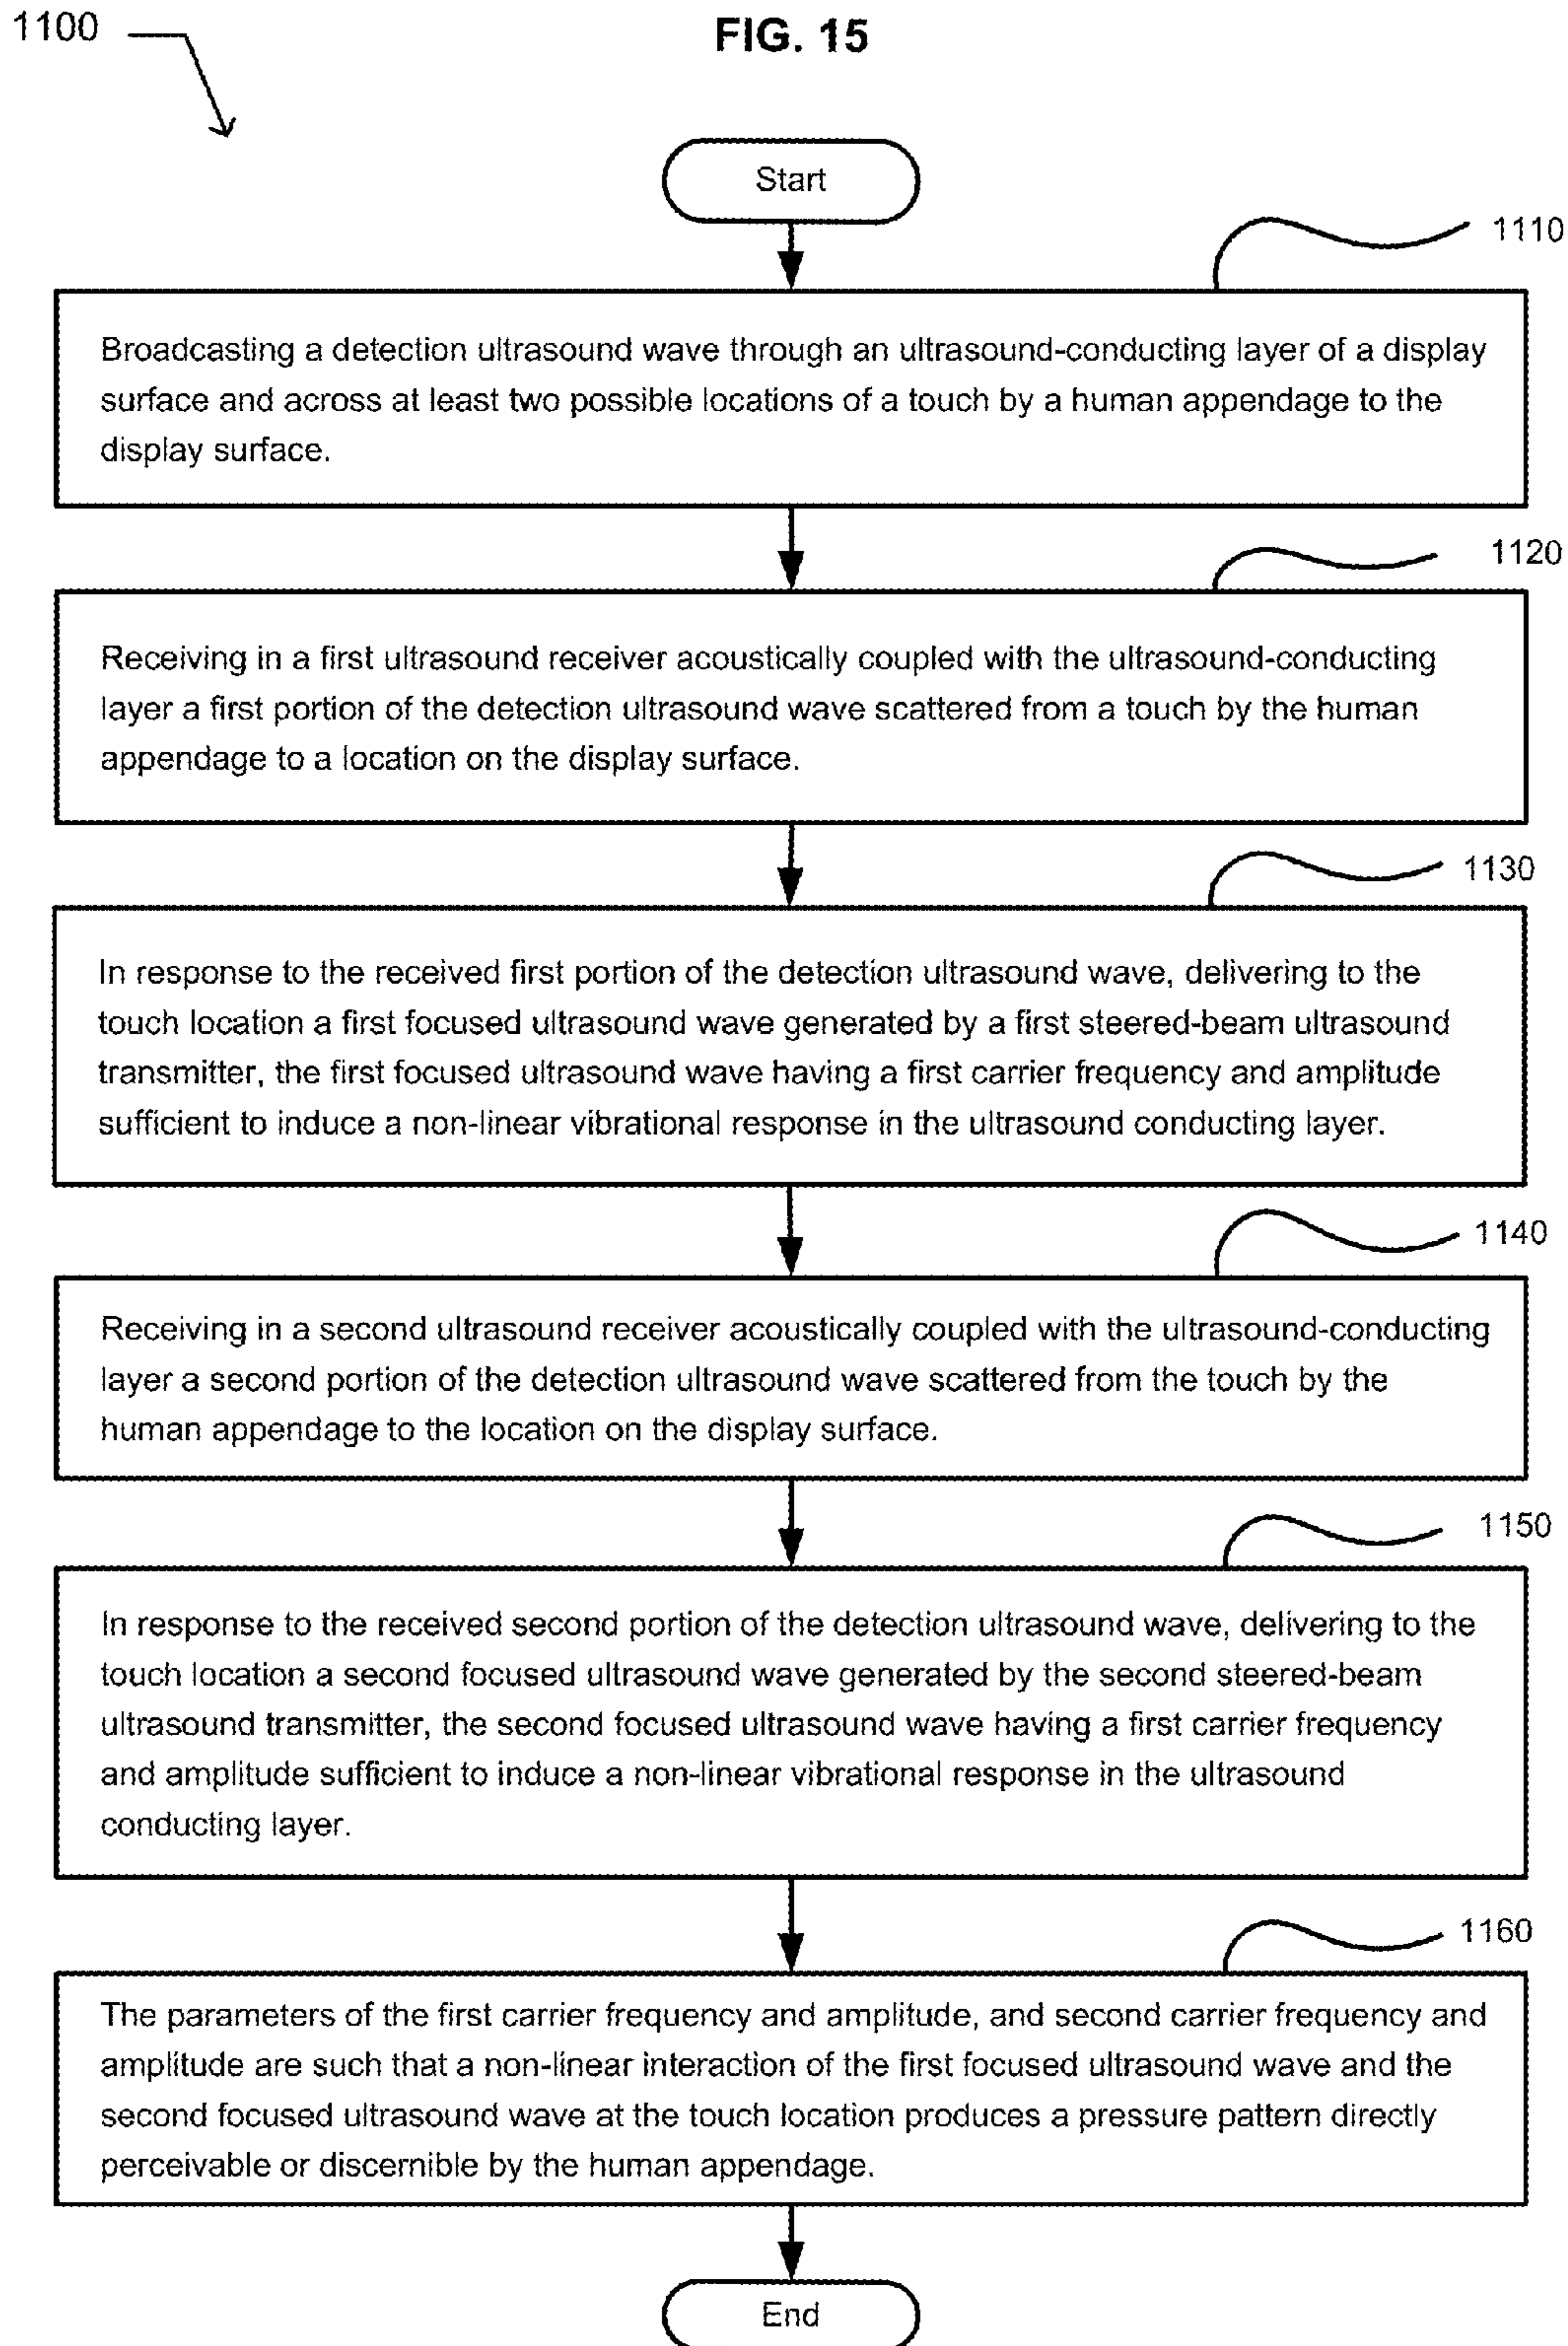 1100
FIG. 15
Start
1110
Broadcasting a detection ultrasound wave through an ultrasound-conducting layer of a display
surface and across at least two possible locations of a touch by a human appendage to the
display surface.
1120
Receiving in a first ultrasound receiver acoustically coupled with the ultrasound-conducting
layer a first portion of the detection ultrasound wave scattered from a touch by the human
appendage to a location on the display surface.
1130
In response to the received first portion of the detection ultrasound wave, delivering to the
touch location a first focused ultrasound wave generated by a first steered-beam ultrasound
transmitter, the first focused ultrasound wave having a first carrier frequency and amplitude
sufficient to induce a non-linear vibrational response in the ultrasound conducting layer.
1140
Receiving in a second ultrasound receiver acoustically coupled with the ultrasound-conducting
layer a second portion of the detection ultrasound wave scattered from the touch by the
human appendage to the location on the display surface.
1150
In response to the received second portion of the detection ultrasound wave, delivering to the
touch location a second focused ultrasound wave generated by the second steered-beam
ultrasound transmitter, the second focused ultrasound wave having a first carrier frequency
and amplitude sufficient to induce a non-linear vibrational response in the ultrasound
conducting layer.
1160
The parameters of the first carrier frequency and amplitude, and second carrier frequency and
amplitude are such that a non-linear interaction of the first focused ultrasound wave and the
second focused ultrasound wave at the touch location produces a pressure pattern directly
perceivable or discernible by the human appendage.
End